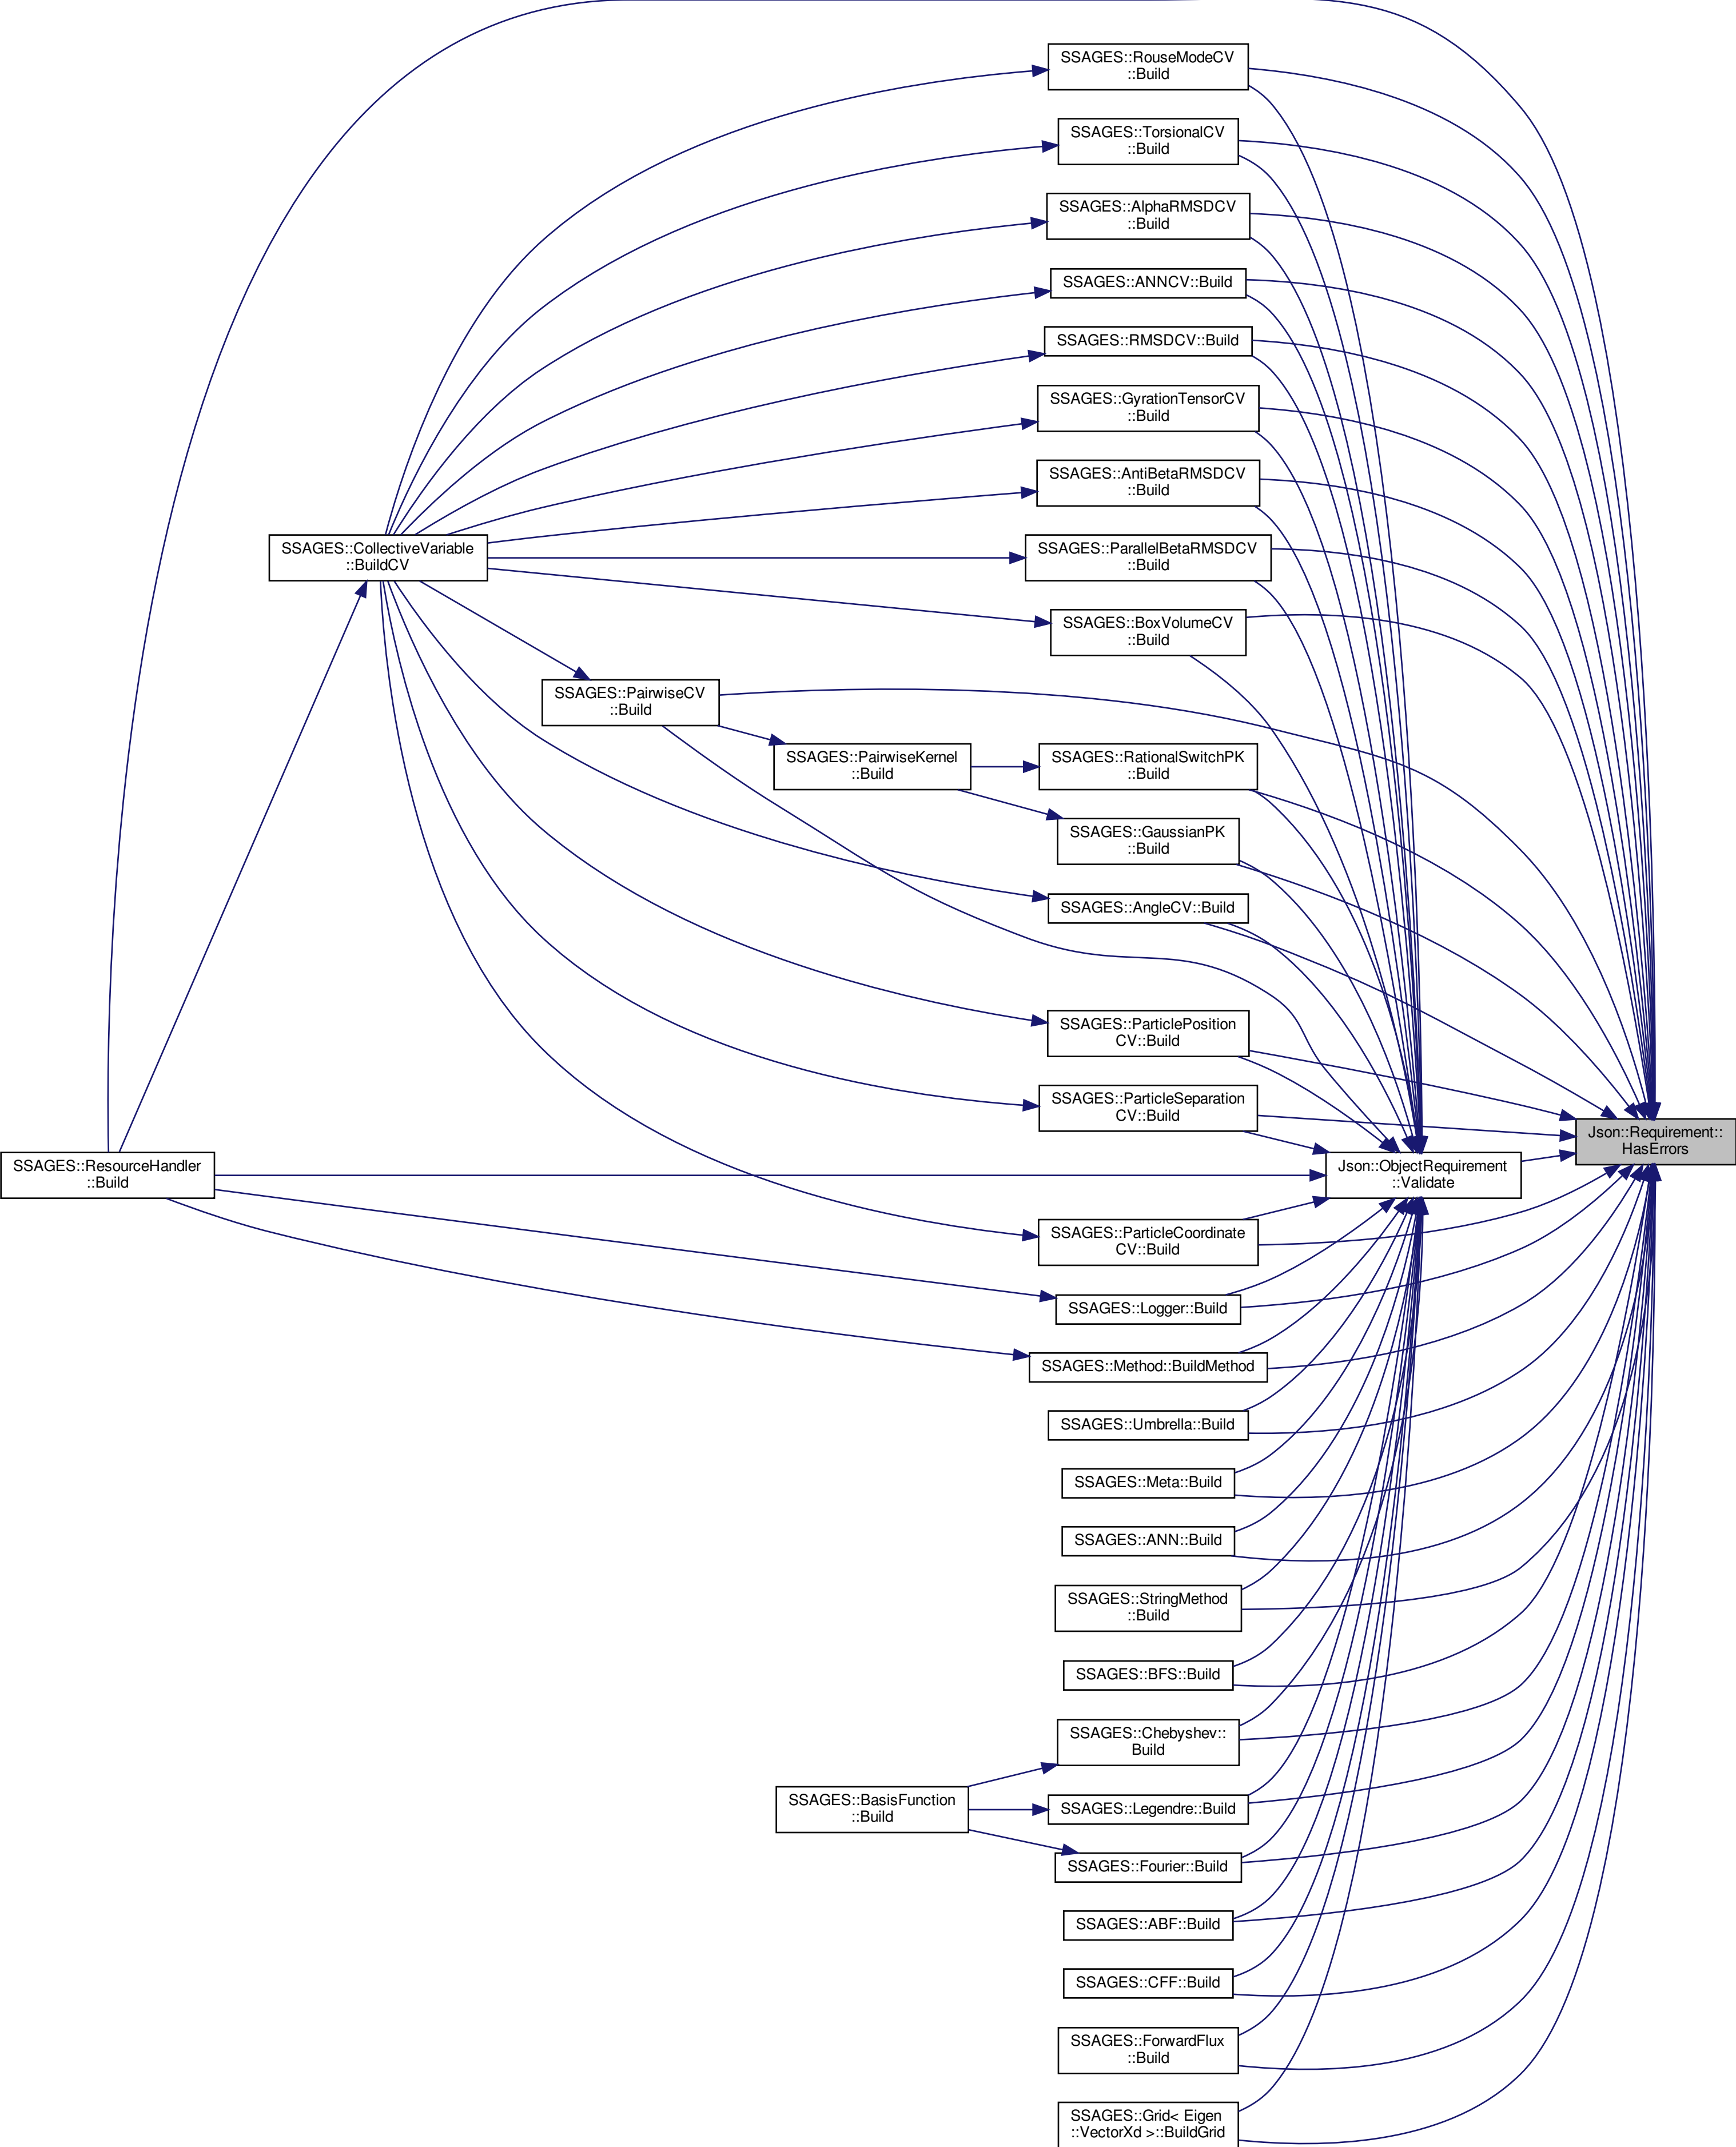 SSAGES::RouseModeCV
::Build
SSAGES::TorsionalCV
::Build
SSAGES::AlphaRMSDCV
::Build
SSAGES::ANNCV::Build
SSAGES::RMSDCV::Build
SSAGES::GyrationTensorCV
::Build
SSAGES::AntiBetaRMSDCV
::Build
SSAGES::CollectiveVariable
::BuildCV
SSAGES::ParallelBetaRMSDCV
::Build
SSAGES::BoxVolumeCV
::Build
SSAGES::PairwiseCV
::Build
SSAGES::PairwiseKernel
::Build
SSAGES::RationalSwitchPK
::Build
SSAGES::GaussianPK
::Build
SSAGES::AngleCV::Build
SSAGES::ParticlePosition
CV::Build
SSAGES::ParticleSeparation
CV::Build
Json::Requirement::
HasErrors
SSAGES::ResourceHandler
::Build
Json::ObjectRequirement
::Validate
SSAGES::ParticleCoordinate
CV::Build
SSAGES::Logger::Build
SSAGES::Method::BuildMethod
SSAGES::Umbrella::Build
SSAGES::Meta::Build
SSAGES::ANN::Build
SSAGES::StringMethod
::Build
SSAGES::BFS::Build
SSAGES::Chebyshev::
Build
SSAGES::BasisFunction
::Build
SSAGES::Legendre::Build
SSAGES::Fourier::Build
SSAGES::ABF::Build
SSAGES::CFF::Build
SSAGES::ForwardFlux
::Build
SSAGES::Grid< Eigen
::VectorXd >::BuildGrid